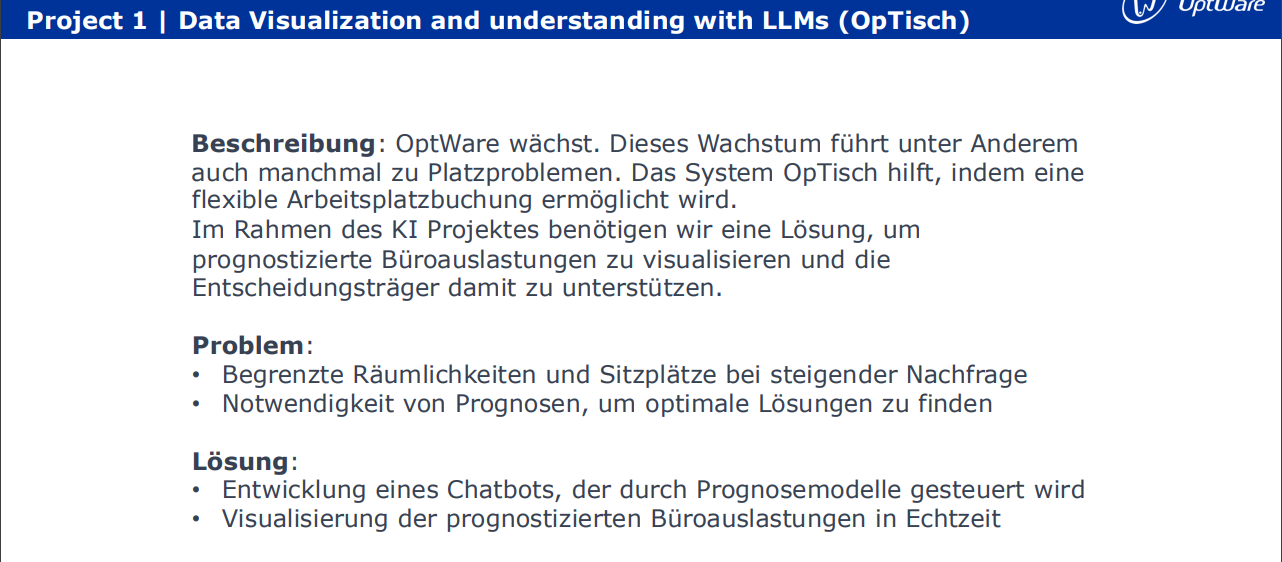 Project 1 | Data Visualization and understanding with LLMs (OpTisch)
OptWare
Beschreibung: OptWare wächst. Dieses Wachstum führt unter Anderem
auch manchmal zu Platzproblemen. Das System OpTisch hilft, indem eine
flexible Arbeitsplatzbuchung ermöglicht wird.
Im Rahmen des KI Projektes benötigen wir eine Lösung, um
prognostizierte Büroauslastungen zu visualisieren und die
Entscheidungsträger damit zu unterstützen.
Problem:
• Begrenzte Räumlichkeiten und Sitzplätze bei steigender Nachfrage
• Notwendigkeit von Prognosen, um optimale Lösungen zu finden
Lösung:
• Entwicklung eines Chatbots, der durch Prognosemodelle gesteuert wird
• Visualisierung der prognostizierten Büroauslastungen in Echtzeit